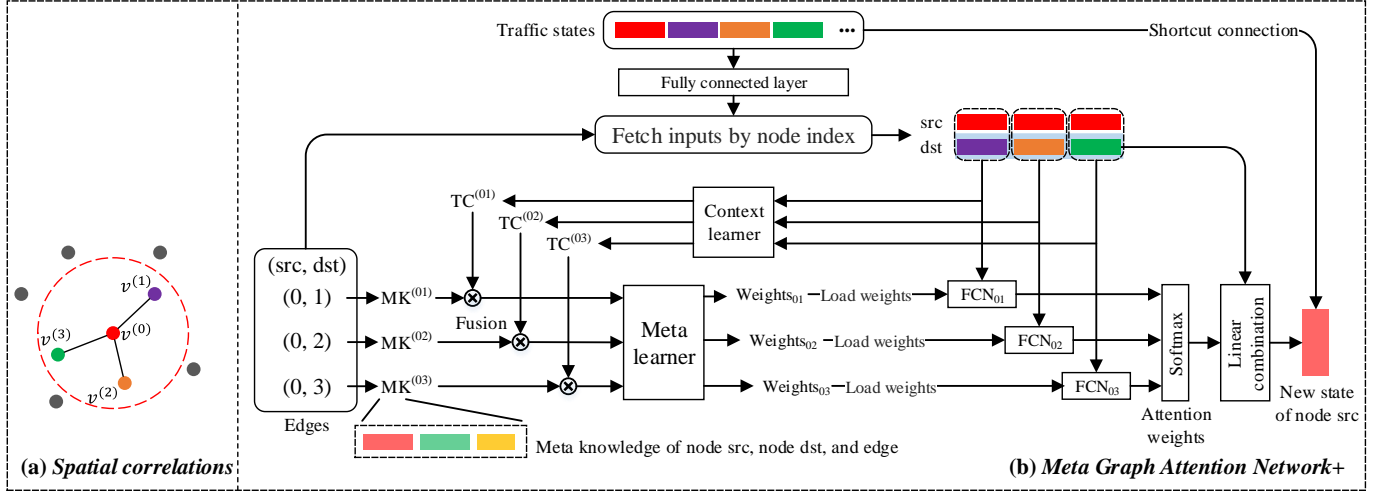 Traffic states
•••
Shortcut connection
Fully connected layer
Fetch inputs by node index
src
dst
TC(01)
TC(02)
TC(03)
Context
learner
(src, dst)
(0, 1)
(0, 2)
(0, 3)
Edges
MK(01)
MK(02)
MK(03)
Fusion
Meta
learner
Weights01
Load weights
Weights02
Load weights
Weights03
Load weights
FCN01
FCN02
FCN03
Softmax
Attention
weights
Linear
combination
New state
of node src
Meta knowledge of node src, node dst, and edge
v(1)
v(0)
v(3)
v(2)
(a) Spatial correlations
(b) Meta Graph Attention Network+